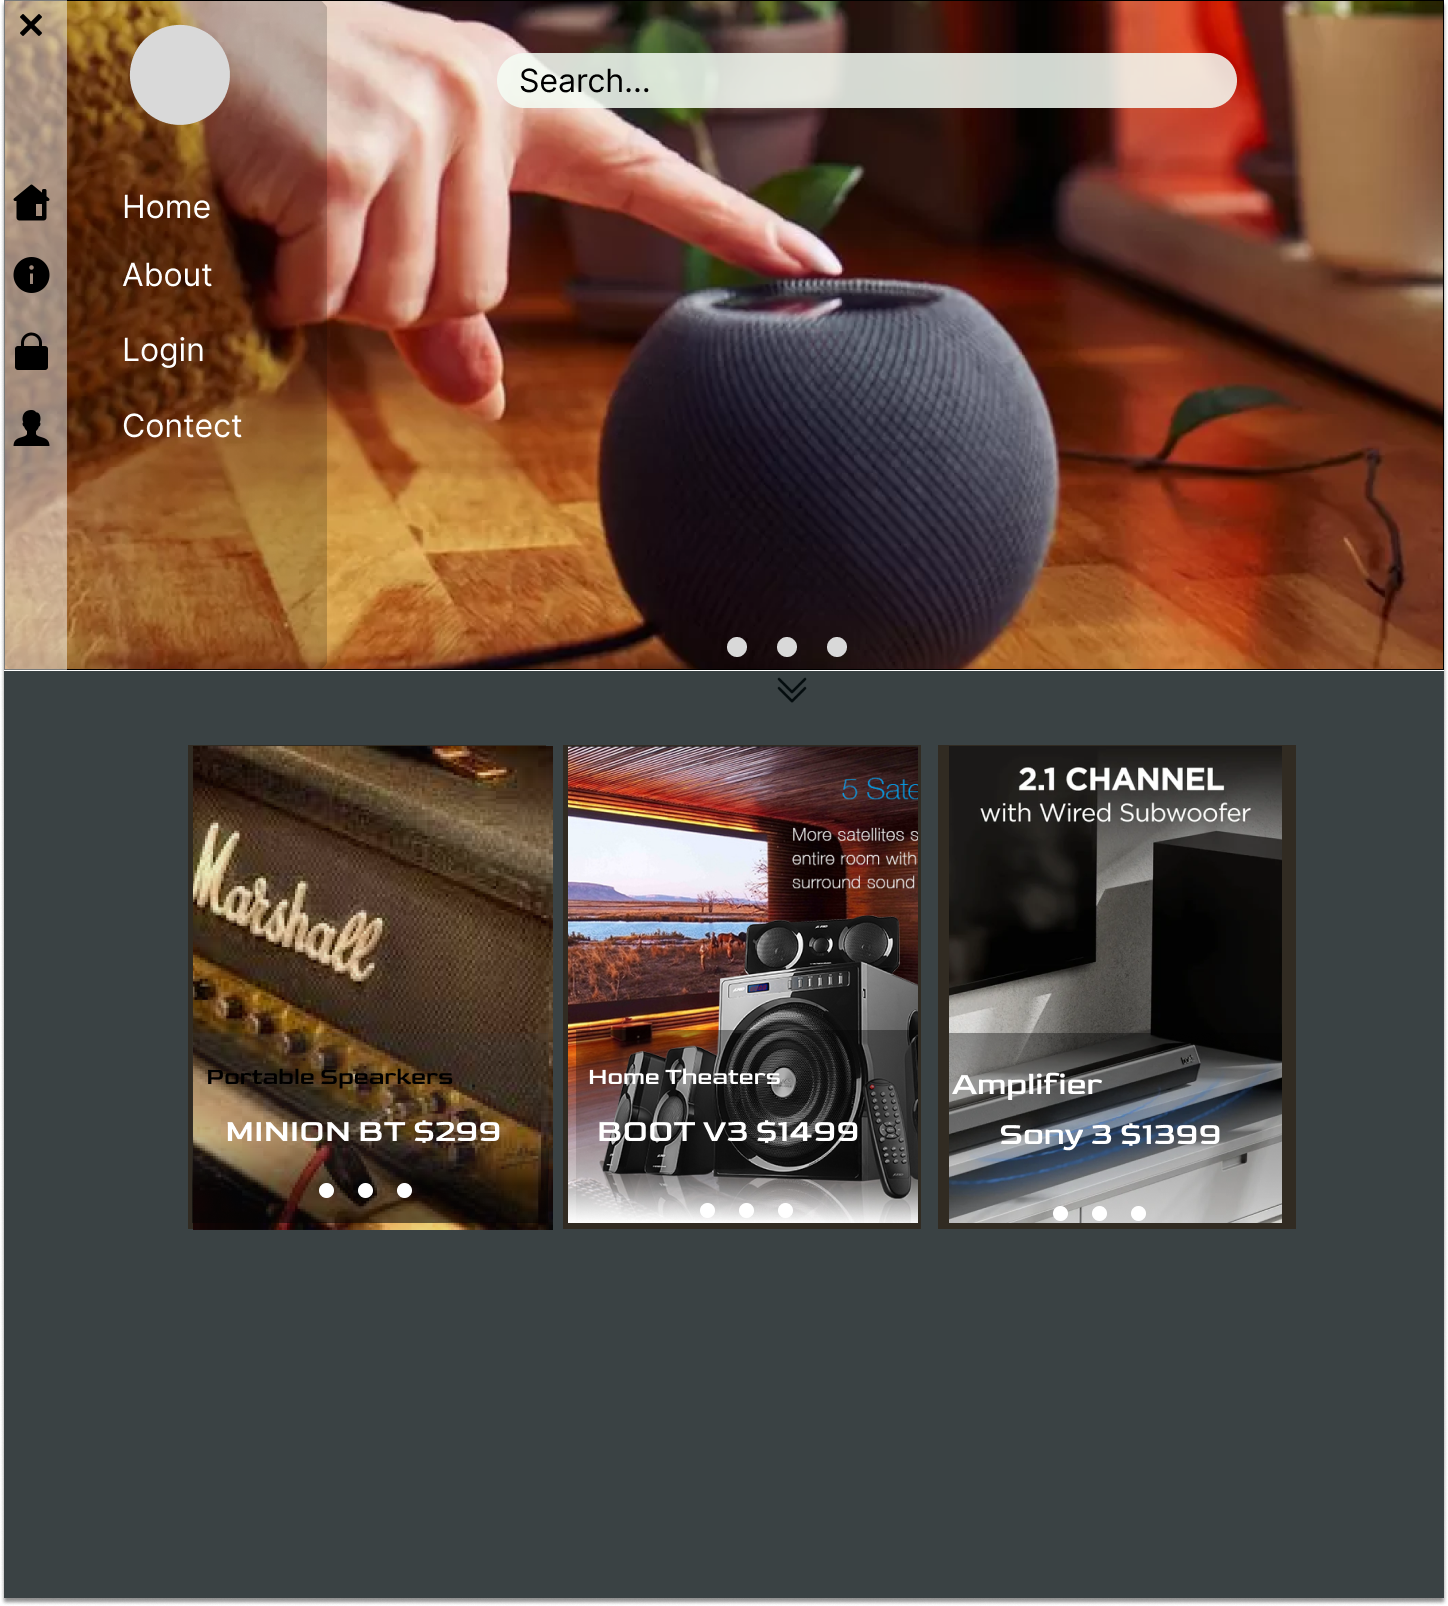 Search...
Home
About
Login
Contect
Marshall
Portable Spearkers
MINION BT $299
5 Sate
More satellites s
entire room with
surround sound
Home Theaters
BOOT V3 $1499
2.1 CHANNEL
with Wired Subwoofer
Amplifier
Sony 3 $1399